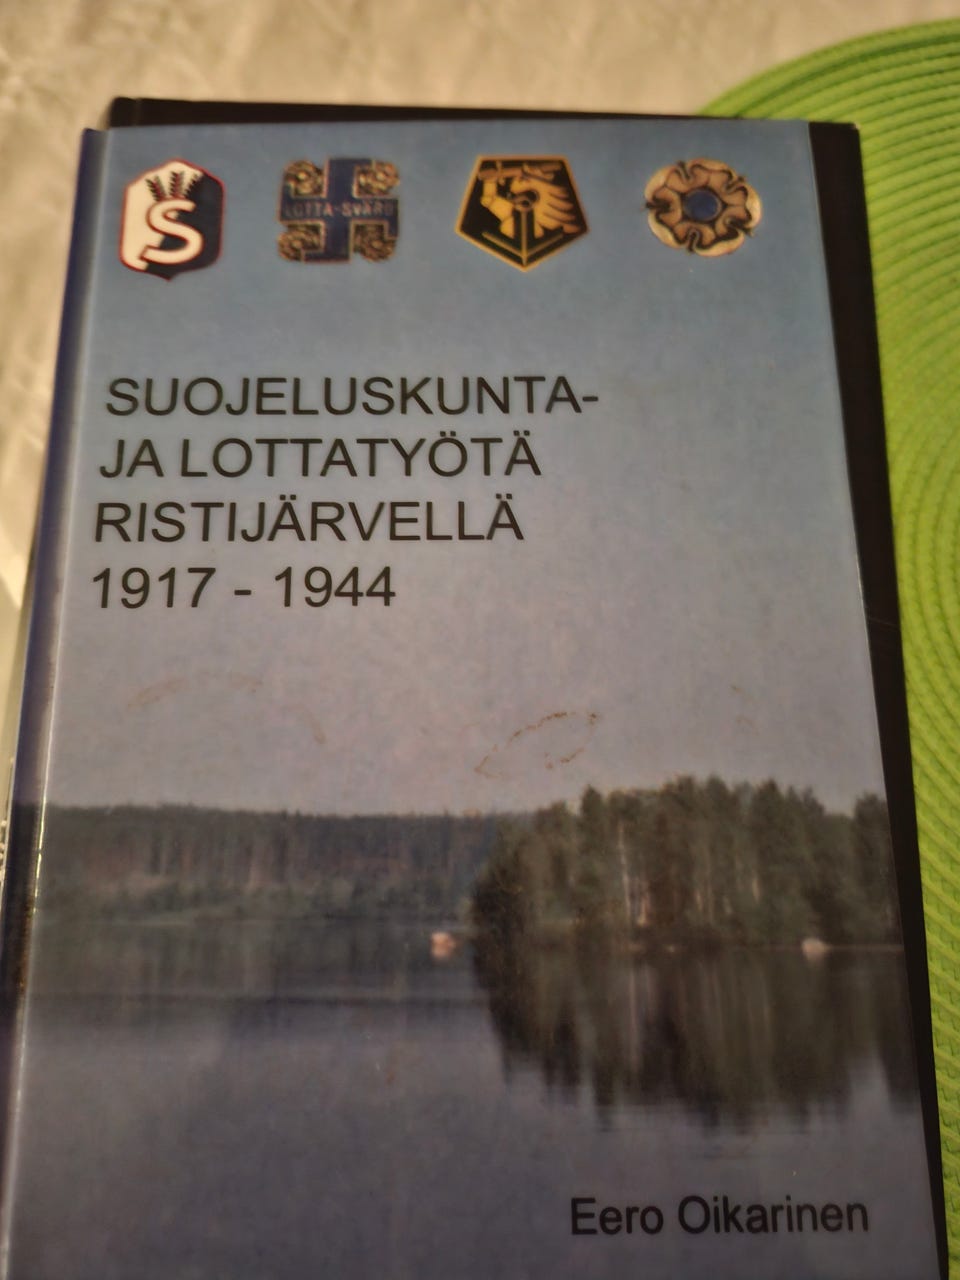 S
LOTTA-SVÄRD
SUOJELUSKUNTA-
JA LOTTATYÖTÄ
RISTIJÄRVELLÄ
1917 - 1944
Eero Oikarinen